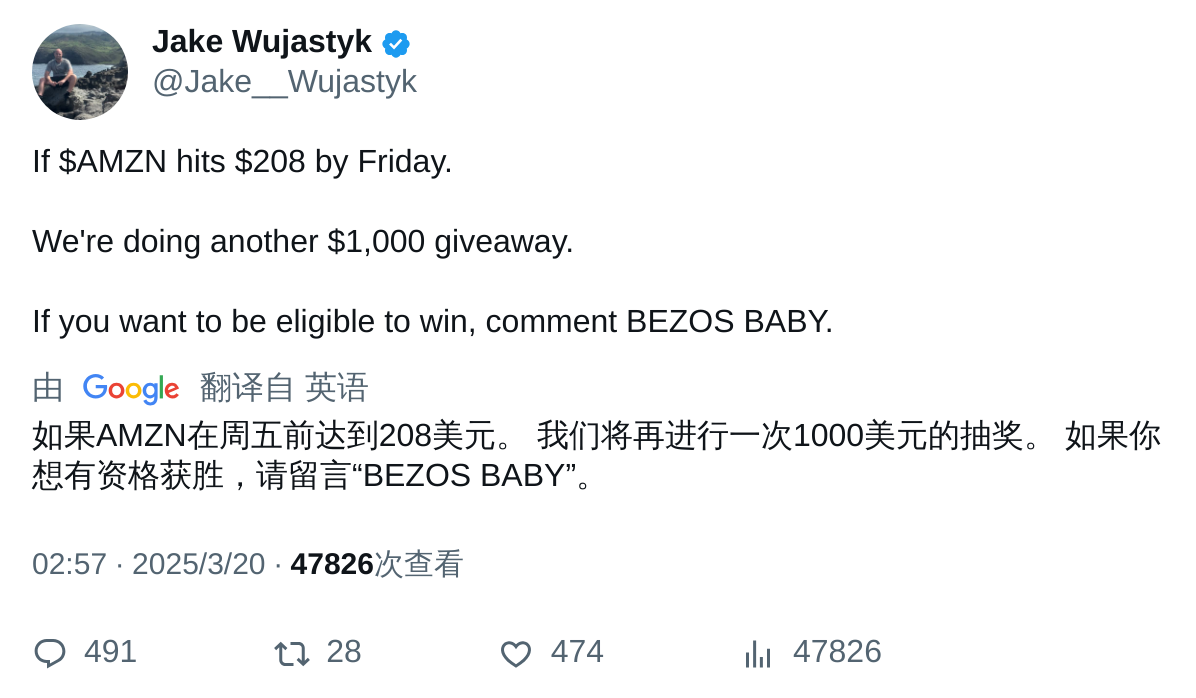 Jake Wujastyk
@Jake__Wujastyk
If $AMZN hits $208 by Friday.
We're doing another $1,000 giveaway.
If you want to be eligible to win, comment BEZOS BABY.
由 Google 翻译自 英语
如果AMZN在周五前达到208美元。 我们将再进行一次1000美元的抽奖。 如果你
想有资格获胜，请留言“BEZOS BABY”。
02:57 · 2025/3/20 · 47826次查看
491 28 474 47826